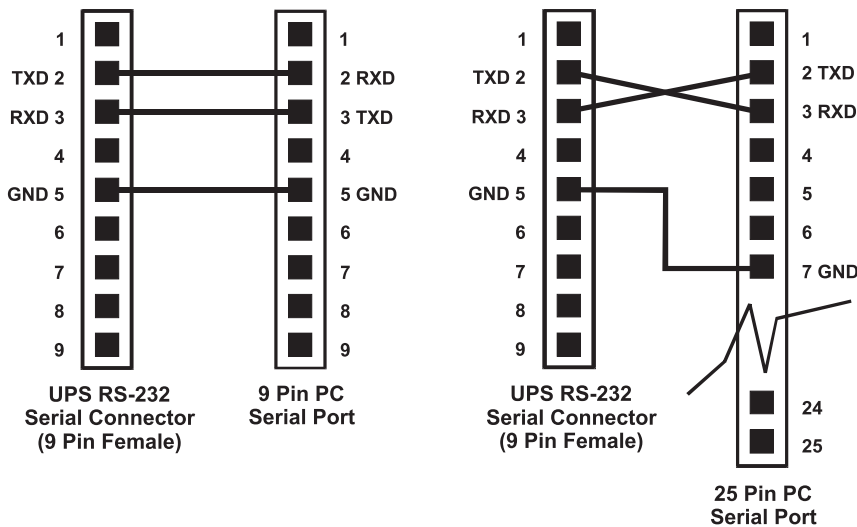 1 1
TXD 2 2 RXD
RXD 3 3 TXD
4 4
GND 5 5 GND
6 6
7 7
8 8
9 9
UPS RS-232
Serial Connector
(9 Pin Female)
9 Pin PC
Serial Port
1 1
TXD 2 2 TXD
RXD 3 3 RXD
4 4
GND 5 5
6 6
7 7 GND
8
9
24
25
UPS RS-232
Serial Connector
(9 Pin Female)
25 Pin PC
Serial Port